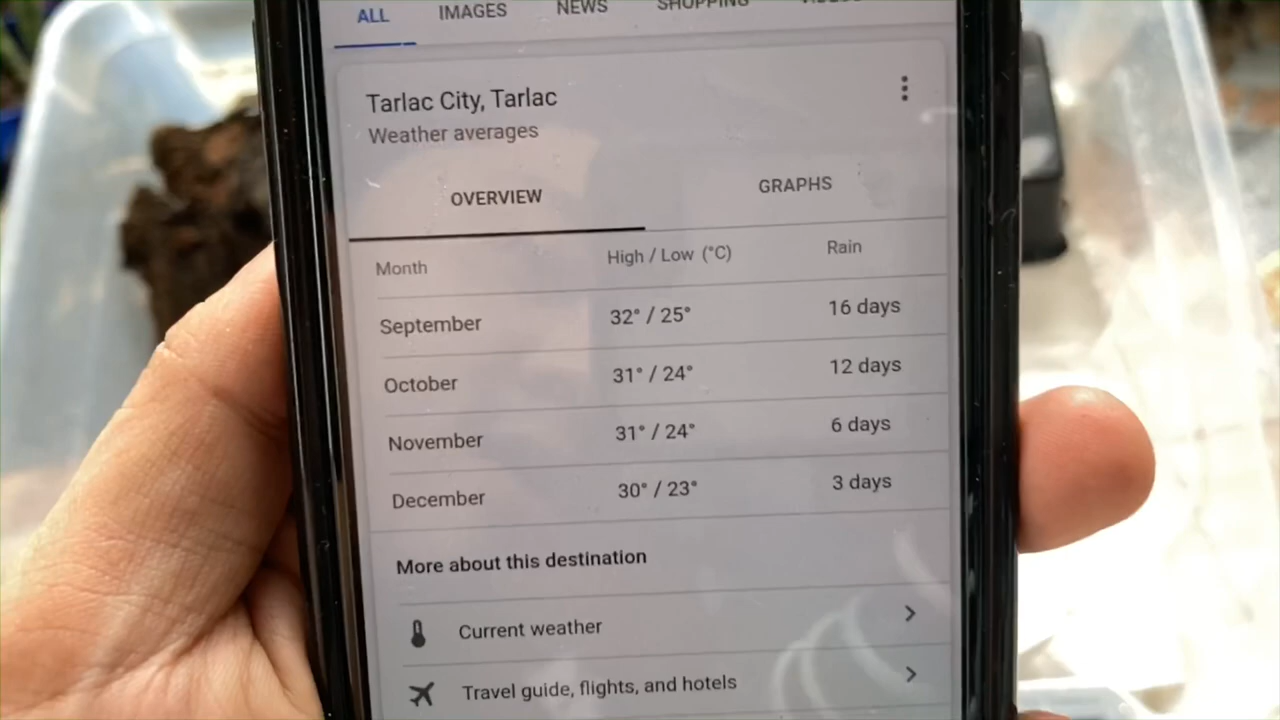 ALL IMAGES NEWS SHOPPING VIDEOS
Tarlac City, Tarlac
Weather averages
OVERVIEW GRAPHS
Month High / Low (°C) Rain
September 32° / 25° 16 days
October 31° / 24° 12 days
November 31° / 24° 6 days
December 30° / 23° 3 days
More about this destination
Current weather
Travel guide, flights, and hotels